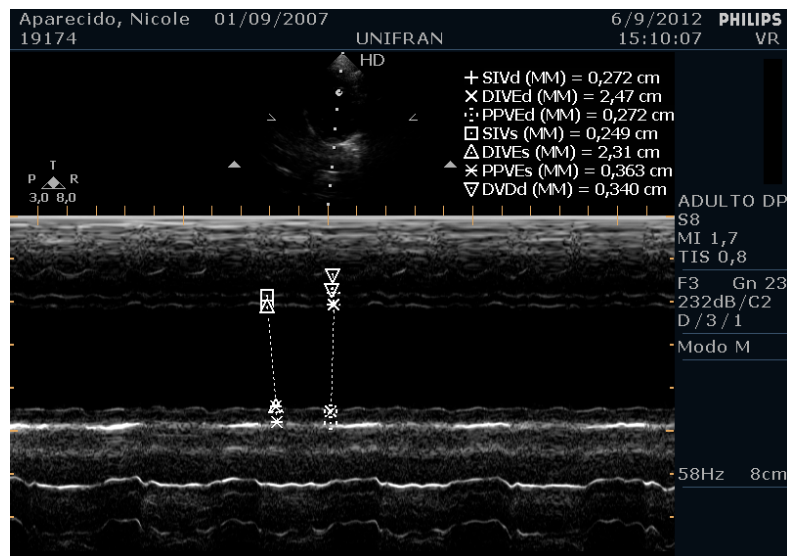 Aparecido, Nicole 01/09/2007 6/9/2012 PHILIPS
19174 UNIFRAN 15:10:07 VR
HD
SIVd (MM) = 0,272 cm
DIVEd (MM) = 2,47 cm
PPVEd (MM) = 0,272 cm
SIVs (MM) = 0,249 cm
DIVEs (MM) = 2,31 cm
PPVEs (MM) = 0,363 cm
DVDd (MM) = 0,340 cm
T
P R
3,0 8,0
ADULTO DP
S8
MI 1,7
TIS 0,8
F3 Gn 23
232dB/C2
D/3/1
Modo M
58Hz 8cm